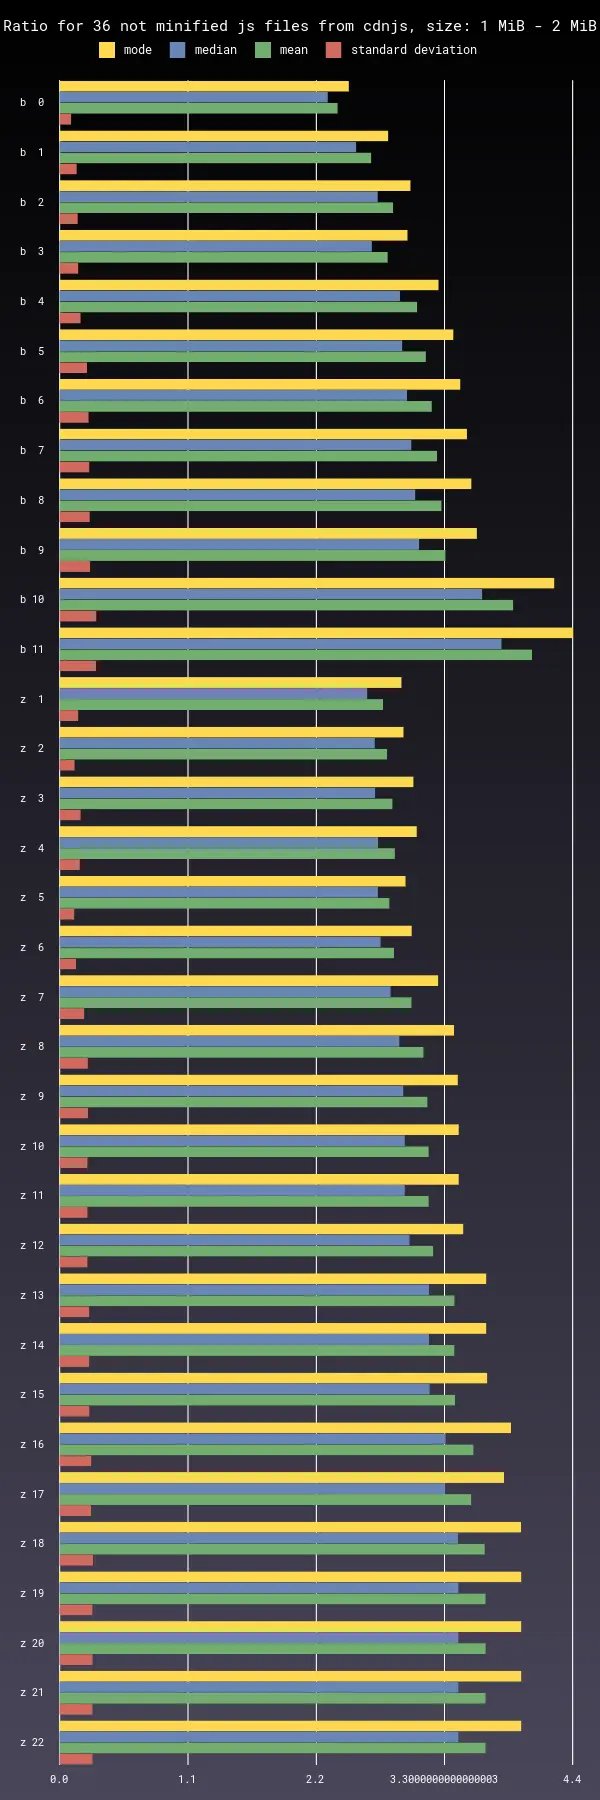 Ratio for 36 not minified js files from cdnjs, size: 1 MiB - 2 MiB
mode median mean standard deviation
b 0
b 1
b 2
b 3
b 4
b 5
b 6
b 7
b 8
b 9
b 10
b 11
z 1
z 2
z 3
z 4
z 5
z 6
z 7
z 8
z 9
z 10
z 11
z 12
z 13
z 14
z 15
z 16
z 17
z 18
z 19
z 20
z 21
z 22
0.0 1.1 2.2 3.3000000000000003 4.4